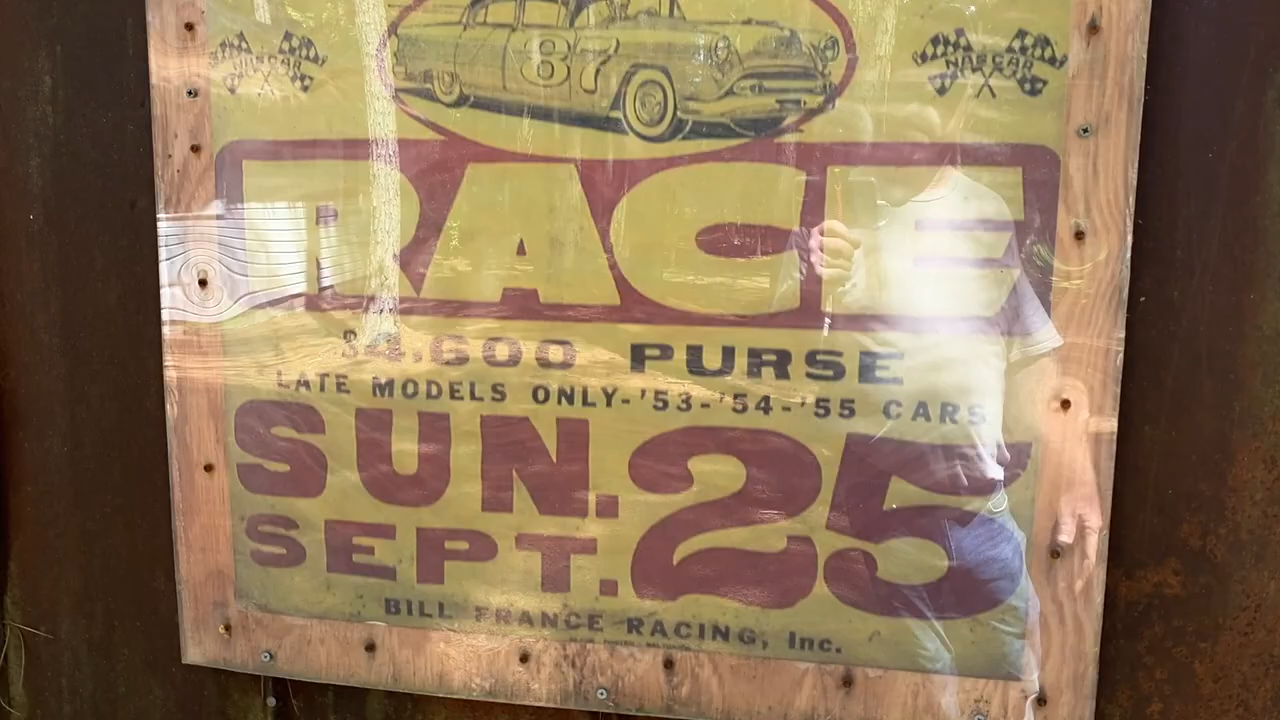 87
NASCAR
NASCAR
RACE
$4,600 PURSE
LATE MODELS ONLY-'53-'54-'55 CARS
SUN. SEPT. 25
BILL FRANCE RACING, Inc.